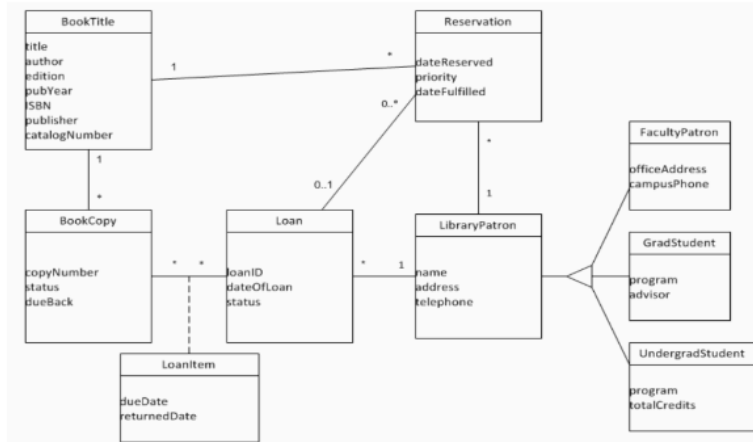 BookTitle
title
author
edition
pubYear
ISBN
publisher
catalogNumber
Reservation
dateReserved
priority
dateFulfilled
1
*
0..*
1
*
*
1
0..1
FacultyPatron
officeAddress
campusPhone
BookCopy
copyNumber
status
dueBack
*
*
Loan
loanID
dateOfLoan
status
*
1
LibraryPatron
name
address
telephone
GradStudent
program
advisor
LoanItem
dueDate
returnedDate
UndergradStudent
program
totalCredits